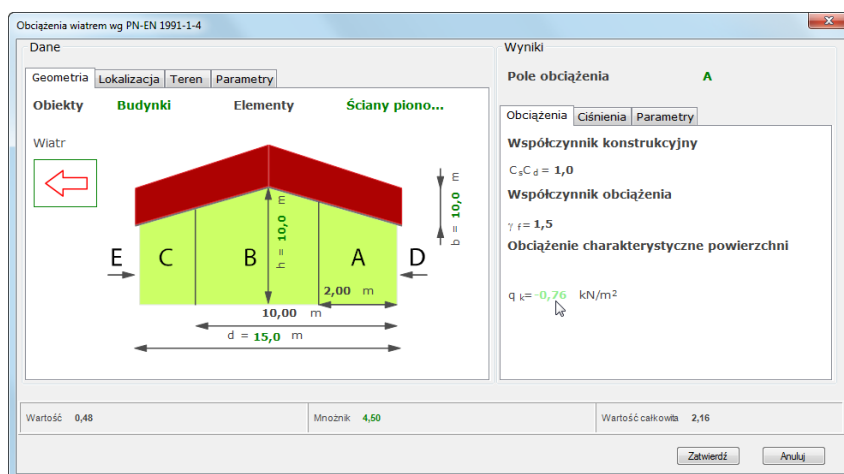 Obciążenia wiatrem wg PN-EN 1991-1-4
Dane
Geometria Lokalizacja Teren Parametry
Obiekty Budynki Elementy Ściany piono...
Wiatr
h = 10,0 m
b = 10,0 m
E C B A D
2,00 m
10,00 m
d = 15,0 m
Wyniki
Pole obciążenia A
Obciążenia Ciśnienia Parametry
Współczynnik konstrukcyjny
CsCd = 1,0
Współczynnik obciążenia
γf= 1,5
Obciążenie charakterystyczne powierzchni
qk= -0,76 kN/m²
Wartość 0,48 Mnożnik 4,50 Wartość całkowita 2,16
Zatwierdź Anuluj